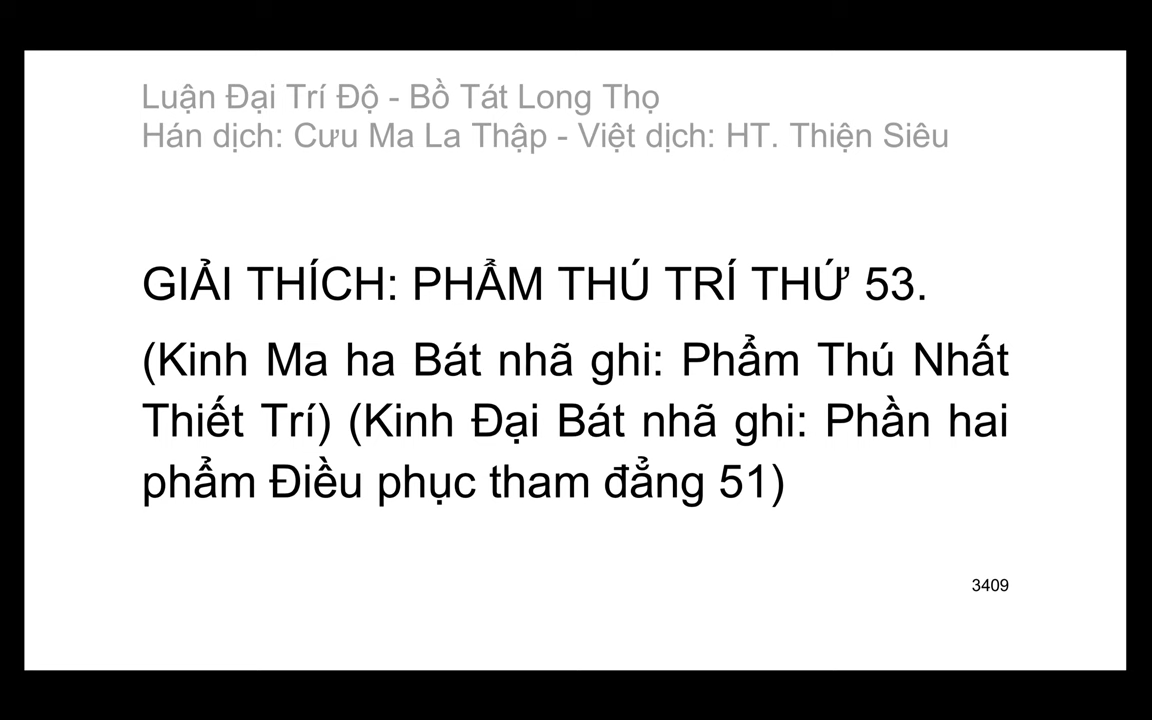 Luận Đại Trí Độ - Bồ Tát Long Thọ
Hán dịch: Cưu Ma La Thập - Việt dịch: HT. Thiện Siêu
GIẢI THÍCH: PHẨM THÚ TRÍ THỨ 53.
(Kinh Ma ha Bát nhã ghi: Phẩm Thú Nhất
Thiết Trí) (Kinh Đại Bát nhã ghi: Phần hai
phẩm Điều phục tham đẳng 51)
3409